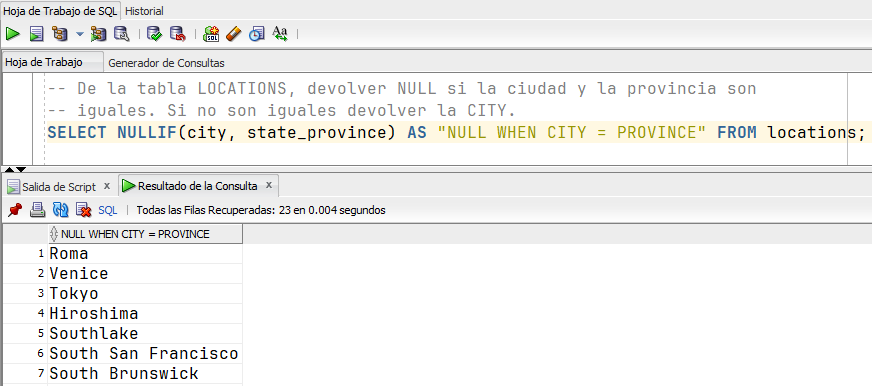 Hoja de Trabajo de SQL Historial
Hoja de Trabajo Generador de Consultas
-- De la tabla LOCATIONS, devolver NULL si la ciudad y la provincia son
-- iguales. Si no son iguales devolver la CITY.
SELECT NULLIF(city, state_province) AS "NULL WHEN CITY = PROVINCE" FROM locations;
Salida de Script x Resultado de la Consulta x
SQL | Todas las Filas Recuperadas: 23 en 0.004 segundos
NULL WHEN CITY = PROVINCE
1 Roma
2 Venice
3 Tokyo
4 Hiroshima
5 Southlake
6 South San Francisco
7 South Brunswick